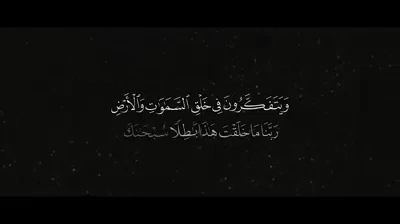 وَيَتَفَكَّرُونَ فِي خَلْقِ السَّمَٰوَٰتِ وَالْأَرْضِ
رَبَّنَا مَا خَلَقْتَ هَٰذَا بَٰطِلًا سُبْحَٰنَكَ